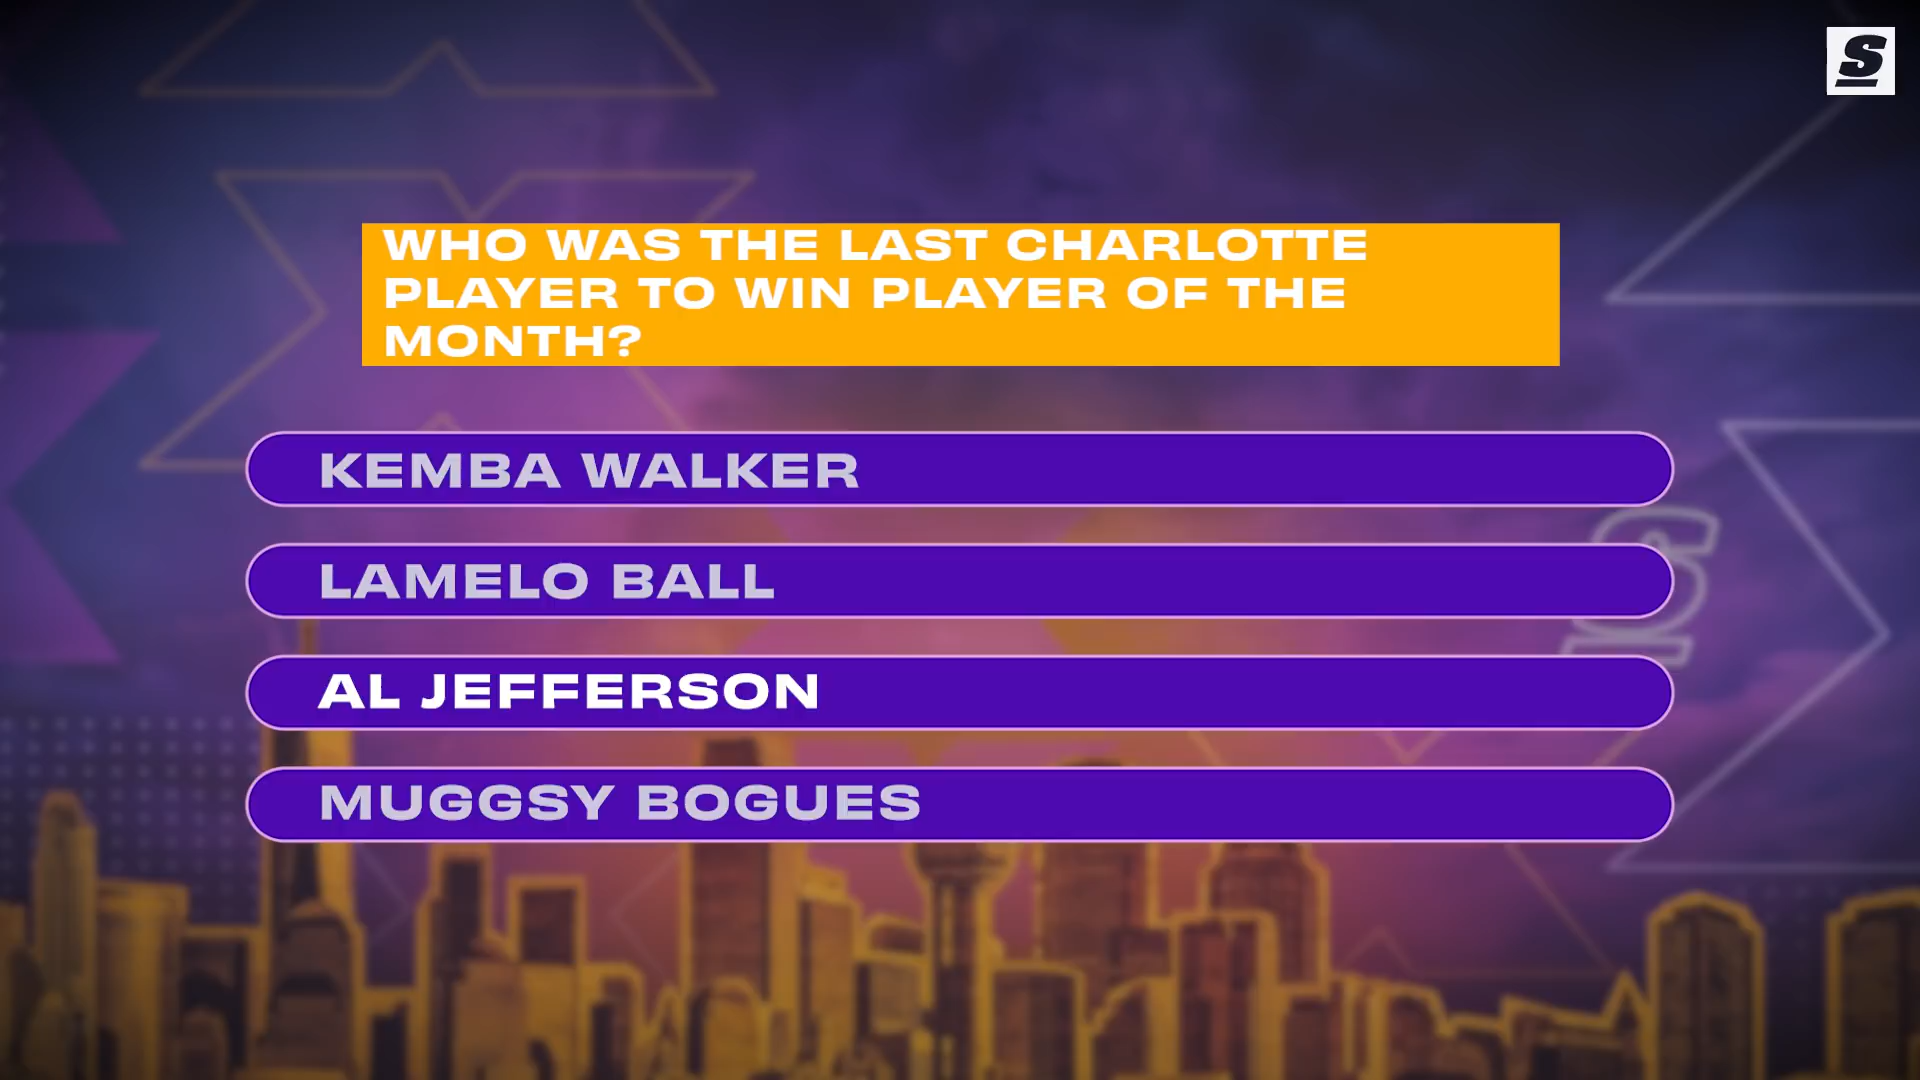 S
WHO WAS THE LAST CHARLOTTE
PLAYER TO WIN PLAYER OF THE
MONTH?
KEMBA WALKER
LAMELO BALL
AL JEFFERSON
MUGGSY BOGUES